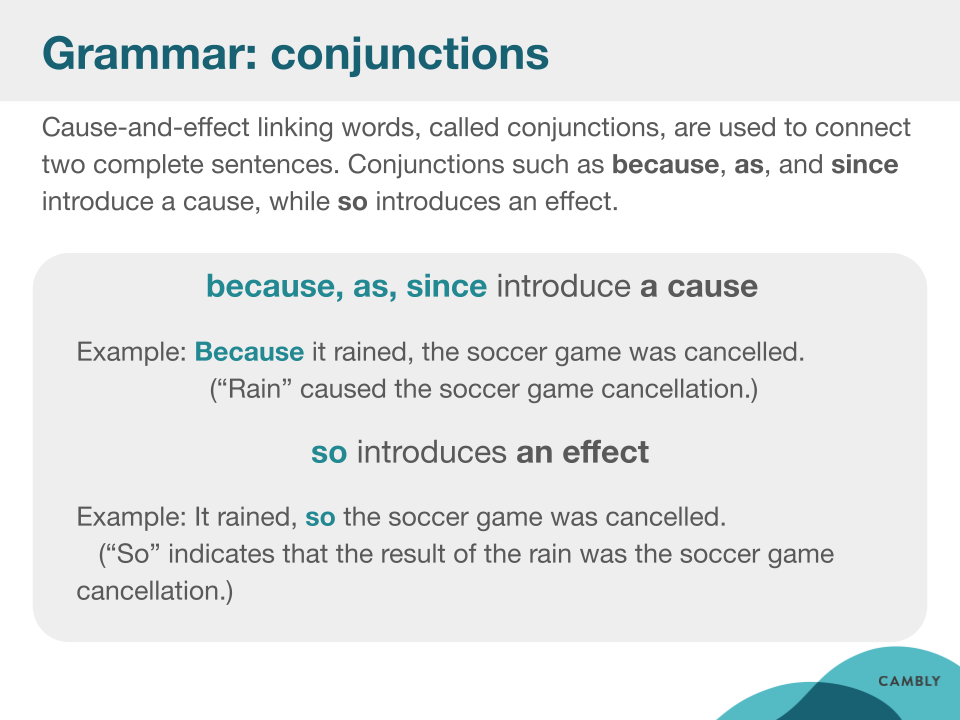 Grammar: conjunctions
Cause-and-effect linking words, called conjunctions, are used to connect
two complete sentences. Conjunctions such as because, as, and since
introduce a cause, while so introduces an effect.
because, as, since introduce a cause
Example: Because it rained, the soccer game was cancelled.
(“Rain” caused the soccer game cancellation.)
so introduces an effect
Example: It rained, so the soccer game was cancelled.
(“So” indicates that the result of the rain was the soccer game
cancellation.)
CAMBLY